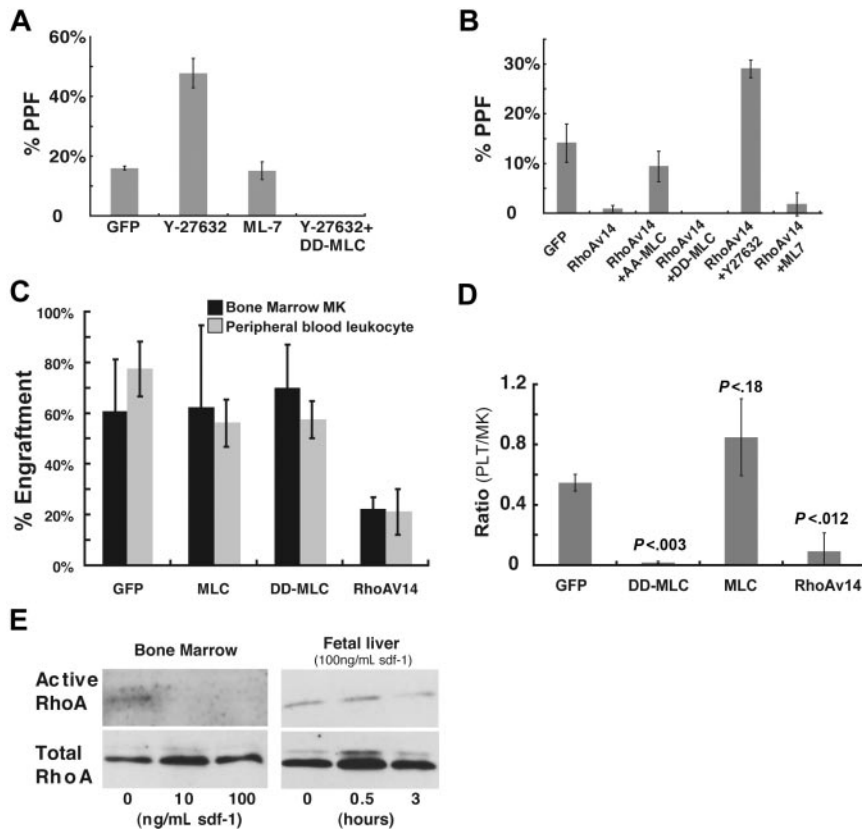 A
60%
40%
20%
0
% PPF
GFP
Y-27632
ML-7
Y-27632+
DD-MLC
B
30%
20%
10%
0
% PPF
GFP
RhoAv14
RhoAv14
+AA-MLC
RhoAv14
+DD-MLC
RhoAv14
+Y27632
RhoAv14
+ML7
C
Bone Marrow MK
Peripheral blood leukocyte
100%
80%
60%
40%
20%
0%
% Engraftment
GFP
MLC
DD-MLC
RhoAV14
D
1.2
0.6
0
Ratio (PLT/MK)
P<.003
P<.18
P<.012
GFP
DD-MLC
MLC
RhoAv14
E
Bone Marrow
Fetal liver
(100ng/mL sdf-1)
Active
RhoA
Total
RhoA
0 10 100
(ng/mL sdf-1)
0 0.5 3
(hours)